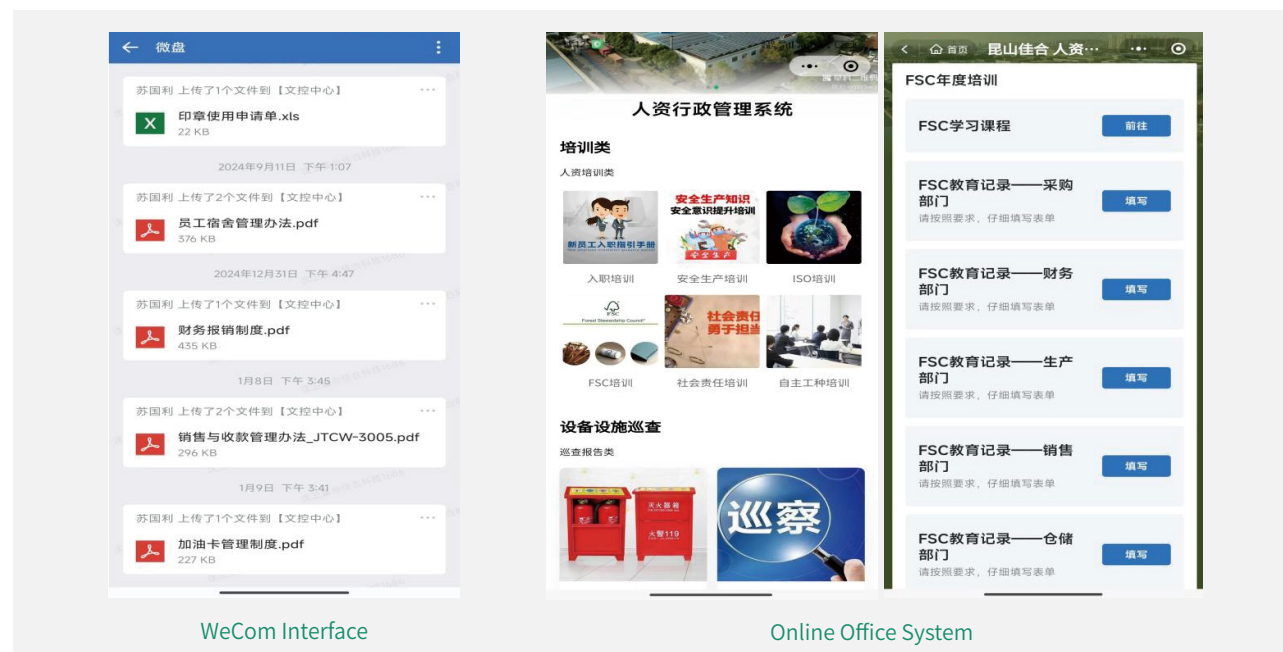 微盘
苏国利 上传了1个文件到【文控中心】
印章使用申请单.xls
22 KB
2024年9月11日 下午 1:07
苏国利 上传了2个文件到【文控中心】
员工宿舍管理办法.pdf
376 KB
2024年12月31日 下午 4:47
苏国利 上传了1个文件到【文控中心】
财务报销制度.pdf
435 KB
1月8日 下午 3:45
苏国利 上传了2个文件到【文控中心】
销售与收款管理办法_JTCW-3005.pdf
296 KB
1月9日 下午 3:41
苏国利 上传了1个文件到【文控中心】
加油卡管理制度.pdf
227 KB
WeCom Interface
人资行政管理系统
培训类
人资培训类
新员工入职指引手册
安全生产知识
安全意识提升培训
安全生产
入职培训
安全生产培训
ISO培训
FSC
Forest Stewardship Council
社会责任
勇于担当
FSC培训
社会责任培训
自主工种培训
设备设施巡查
巡查报告类
灭火器箱
火警119
巡察
首页
昆山佳合 人资…
FSC年度培训
FSC学习课程
前往
FSC教育记录——采购
部门
填写
请按照要求，仔细填写表单
FSC教育记录——财务
部门
填写
请按照要求，仔细填写表单
FSC教育记录——生产
部门
填写
请按照要求，仔细填写表单
FSC教育记录——销售
部门
填写
请按照要求，仔细填写表单
FSC教育记录——仓储
部门
填写
请按照要求，仔细填写表单
Online Office System